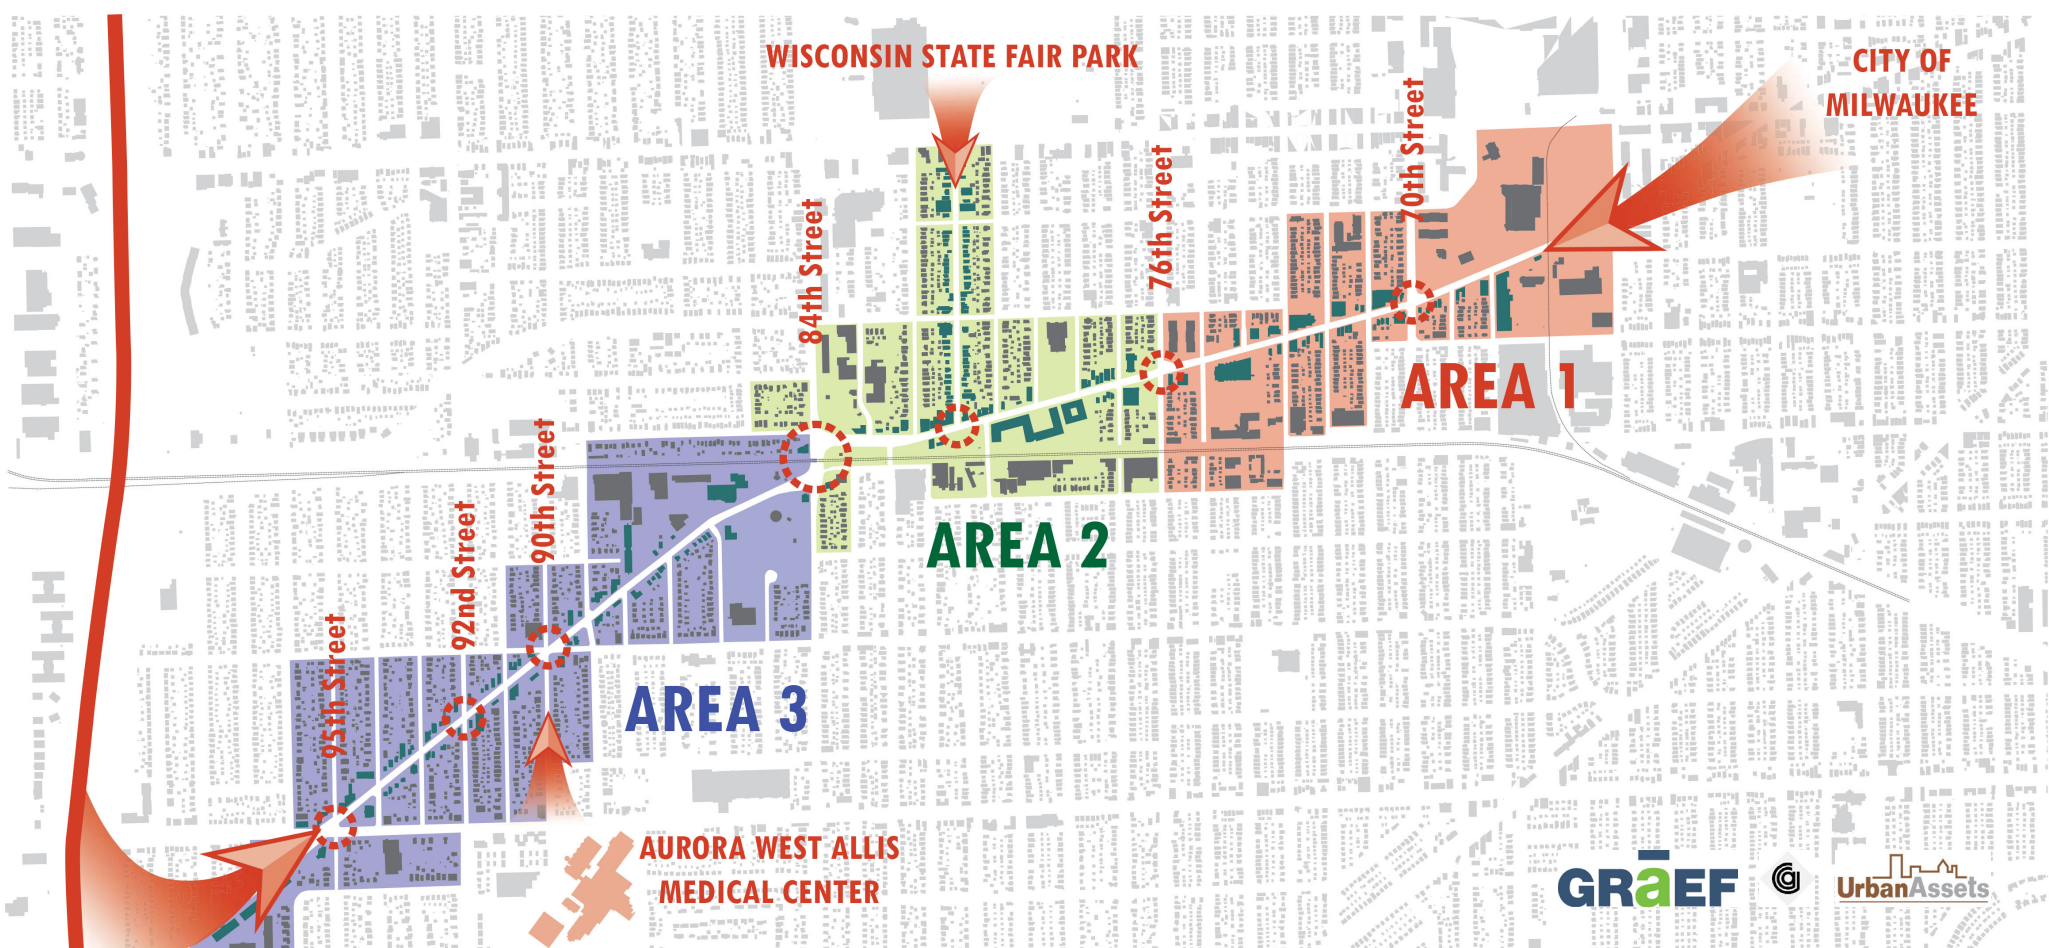 WISCONSIN STATE FAIR PARK
CITY OF
MILWAUKEE
70th Street
76th Street
84th Street
AREA 1
90th Street
92nd Street
AREA 2
95th Street
AREA 3
AURORA WEST ALLIS
MEDICAL CENTER
GRaEF
UrbanAssets